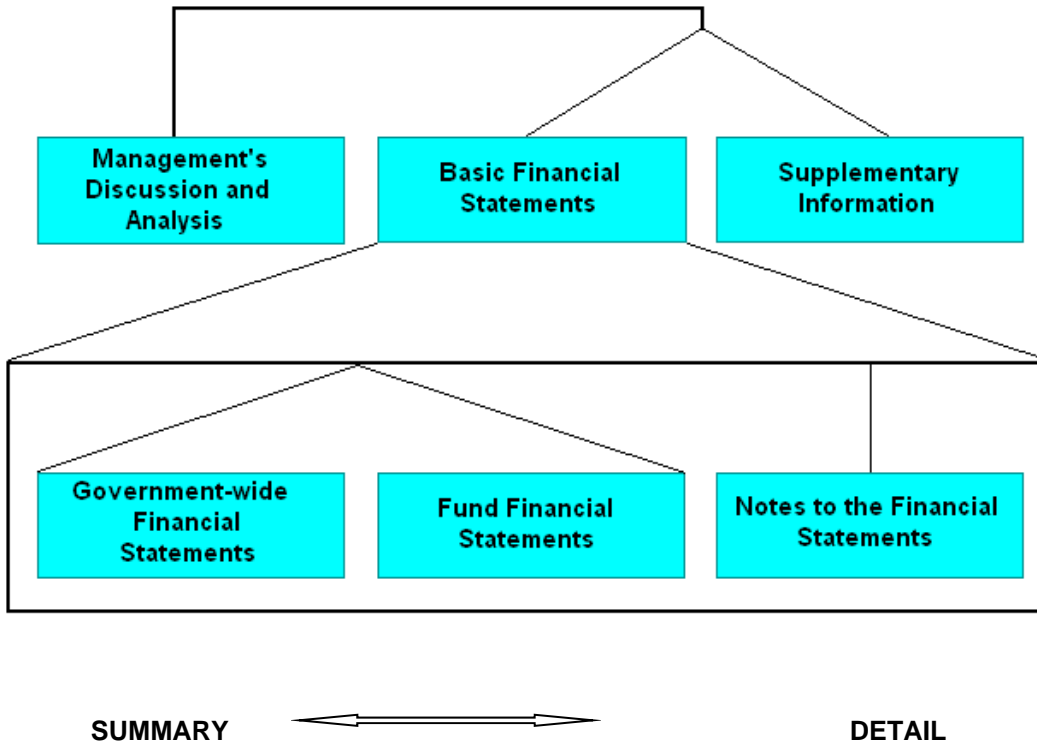 Management's
Discussion and
Analysis
Basic Financial
Statements
Supplementary
Information
Government-wide
Financial
Statements
Fund Financial
Statements
Notes to the Financial
Statements
SUMMARY
DETAIL